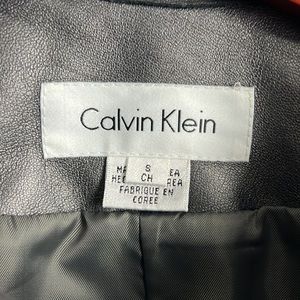 Calvin Klein
S
CH
FABRIQUE EN
COREE